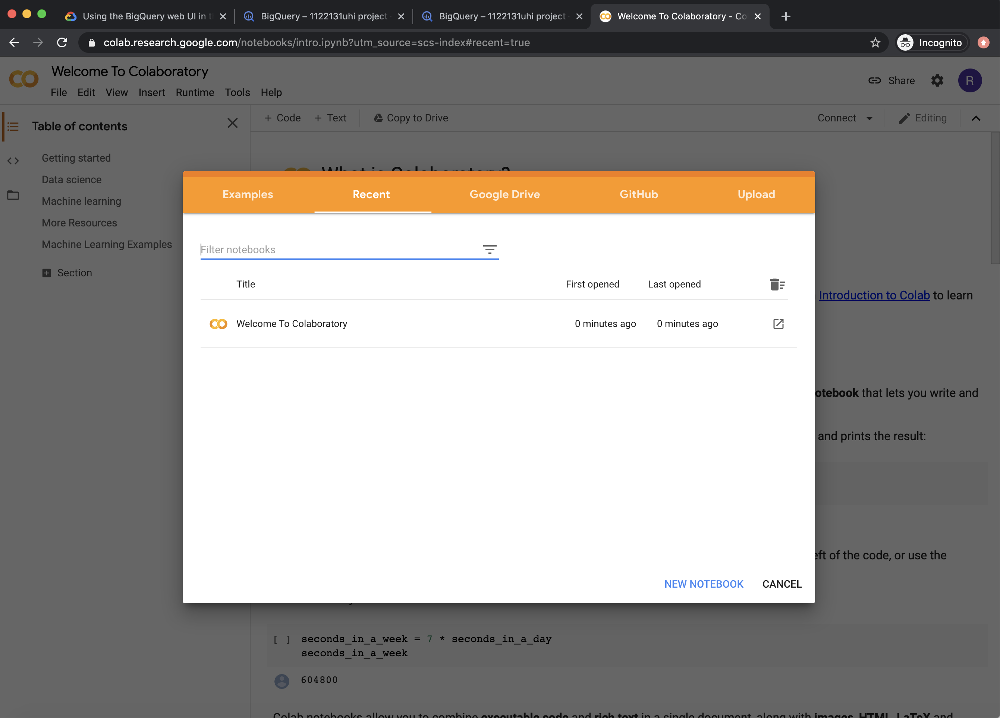 Using the BigQuery web UI in t
BigQuery – 1122131uhi project
BigQuery – 1122131uhi project
Welcome To Colaboratory - Co
colab.research.google.com/notebooks/intro.ipynb?utm_source=scs-index#recent=true
Incognito
Welcome To Colaboratory
File Edit View Insert Runtime Tools Help
Share
R
Table of contents
+ Code + Text Copy to Drive
Connect
Editing
Getting started
Data science
Machine learning
More Resources
Machine Learning Examples
Section
What is Colaboratory?
Examples Recent Google Drive GitHub Upload
Filter notebooks
Title First opened Last opened
Welcome To Colaboratory 0 minutes ago 0 minutes ago
Introduction to Colab to learn
otebook that lets you write and
and prints the result:
eft of the code, or use the
NEW NOTEBOOK CANCEL
[ ] seconds_in_a_week = 7 * seconds_in_a_day
seconds_in_a_week
604800
Colab notebooks allow you to combine executable code and rich text in a single document, along with images, HTML, LaTeX and